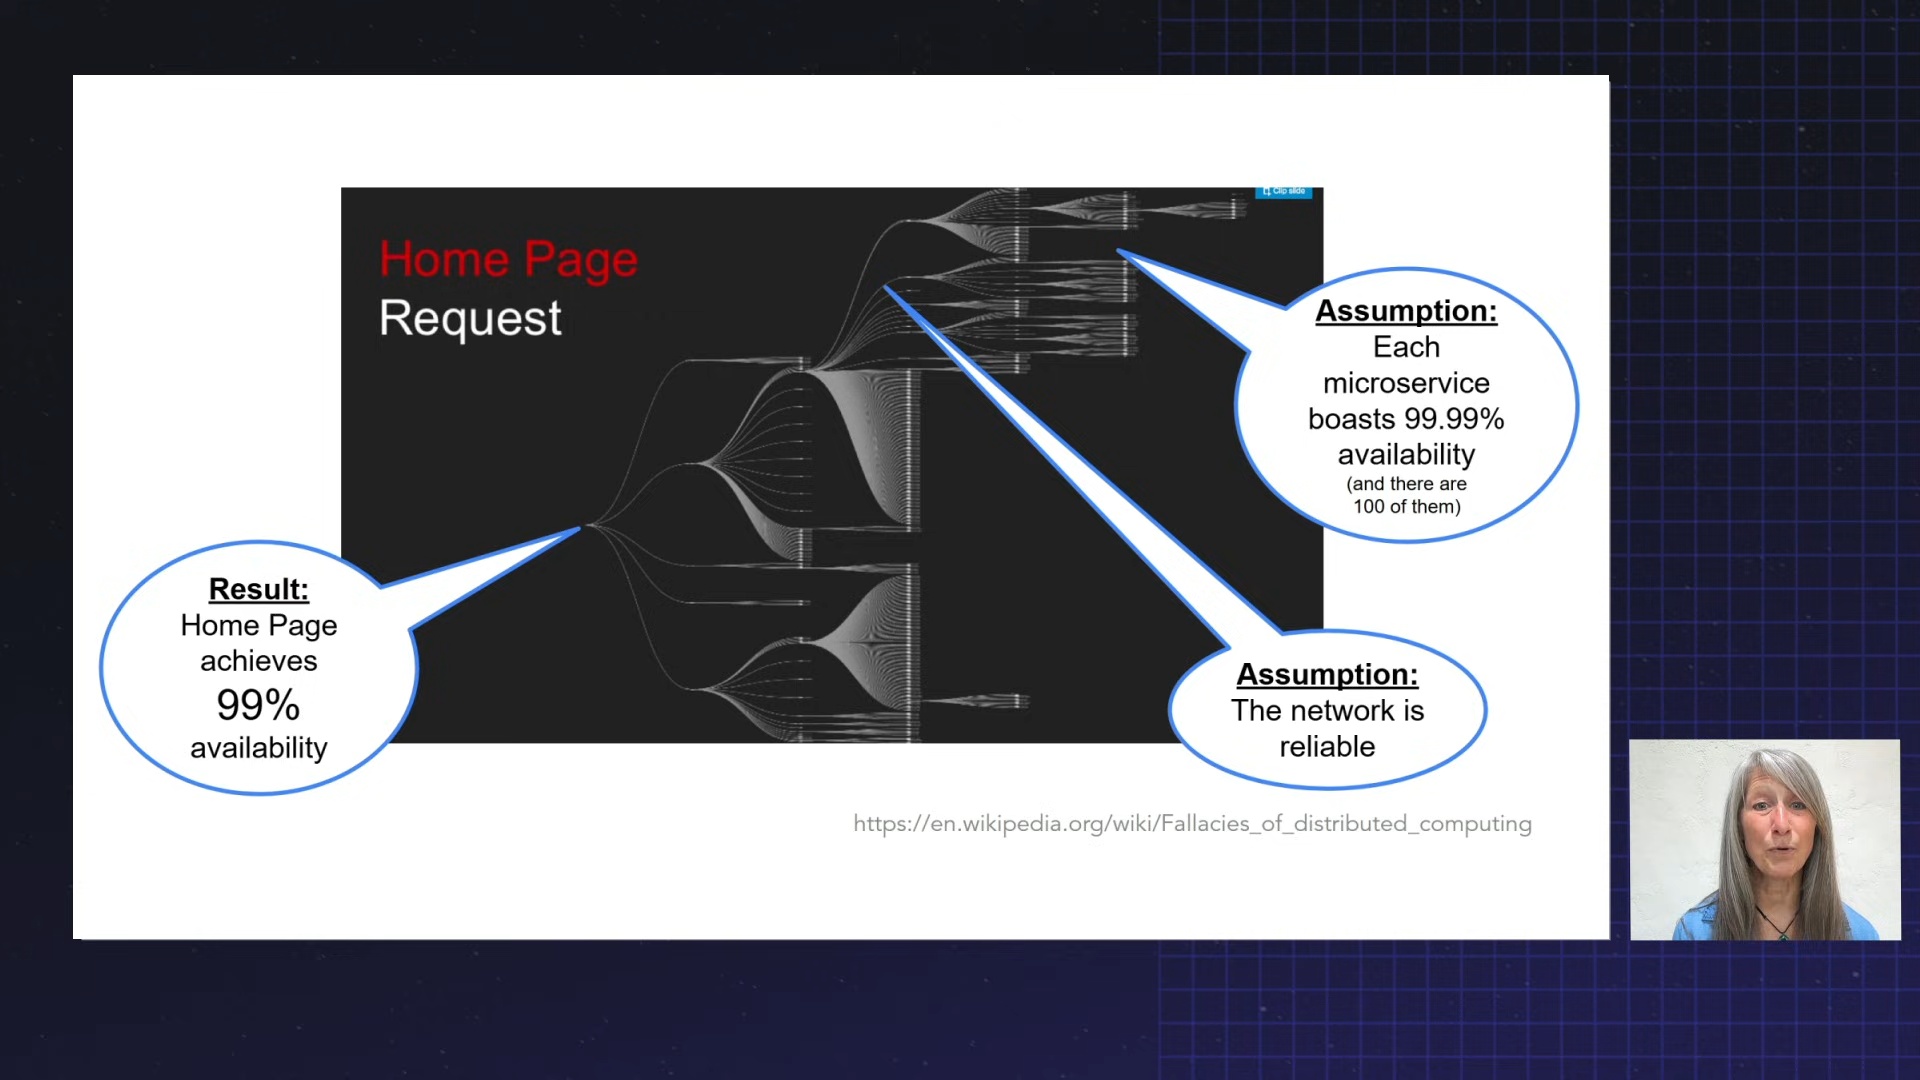 Clip slide
Home Page
Request
Assumption:
Each
microservice
boasts 99.99%
availability
(and there are
100 of them)
Result:
Home Page
achieves
99%
availability
Assumption:
The network is
reliable
https://en.wikipedia.org/wiki/Fallacies_of_distributed_computing